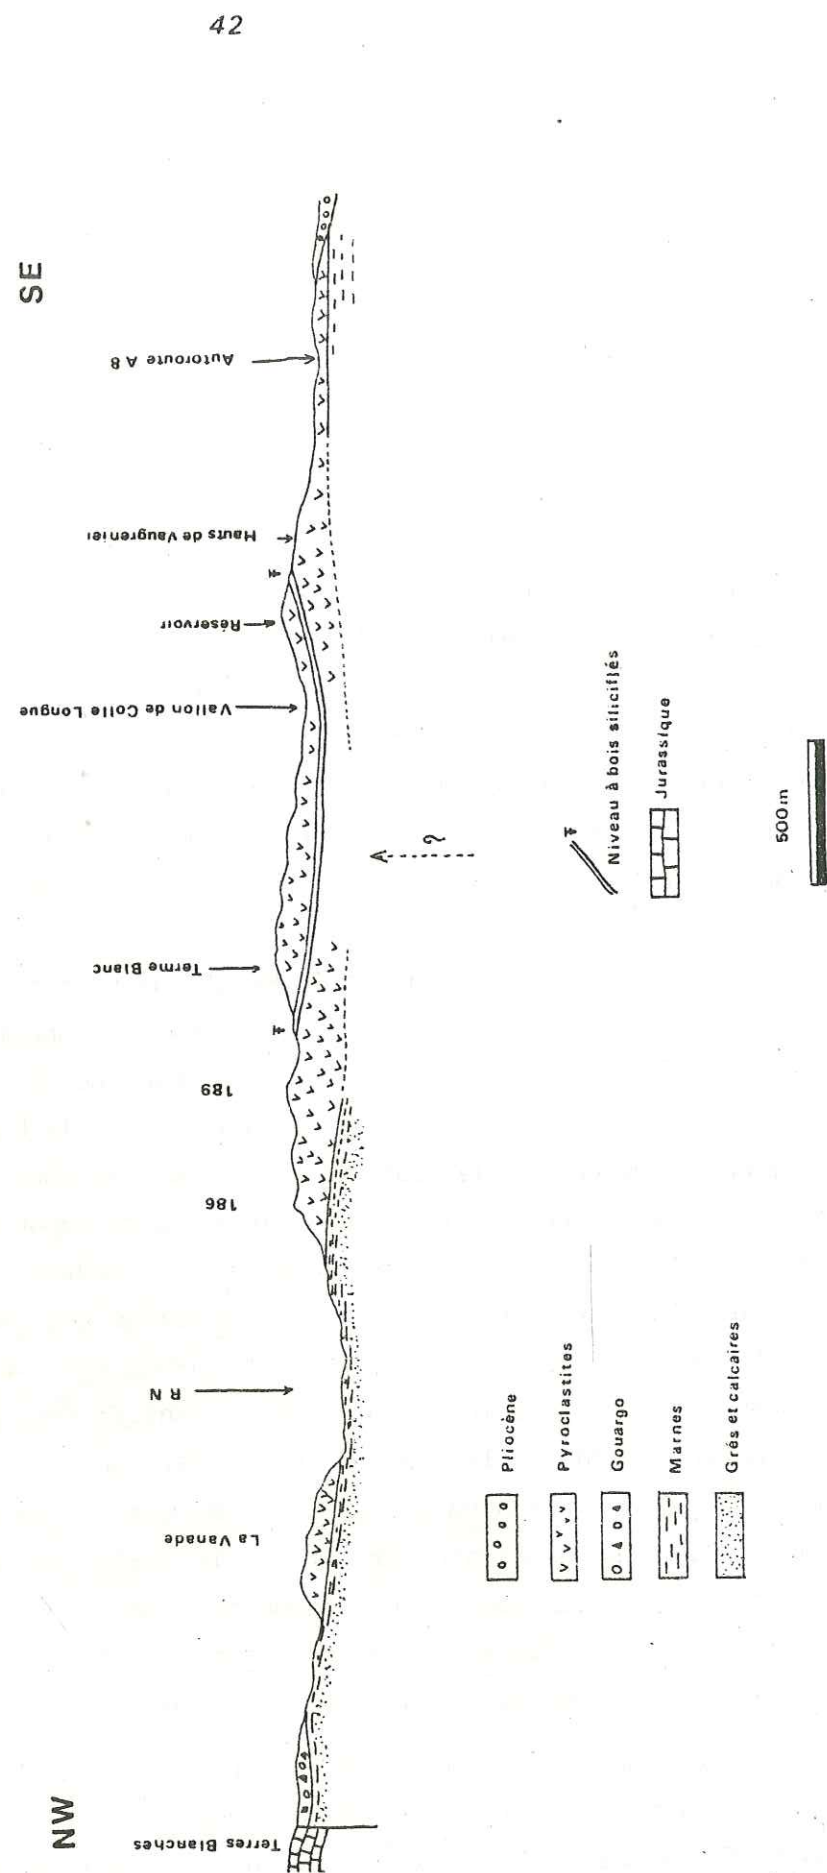 42
NW
SE
Terres Blanches
La Vanade
R N
186
189
Terme Blanc
Vallon de Colle Longue
Réservoir
Hauts de Vaugrenier
Autoroute A 8
?
Pliocène
Pyroclastites
Gouargo
Marnes
Grés et calcaires
Niveau à bois silicifiés
Jurassique
500m